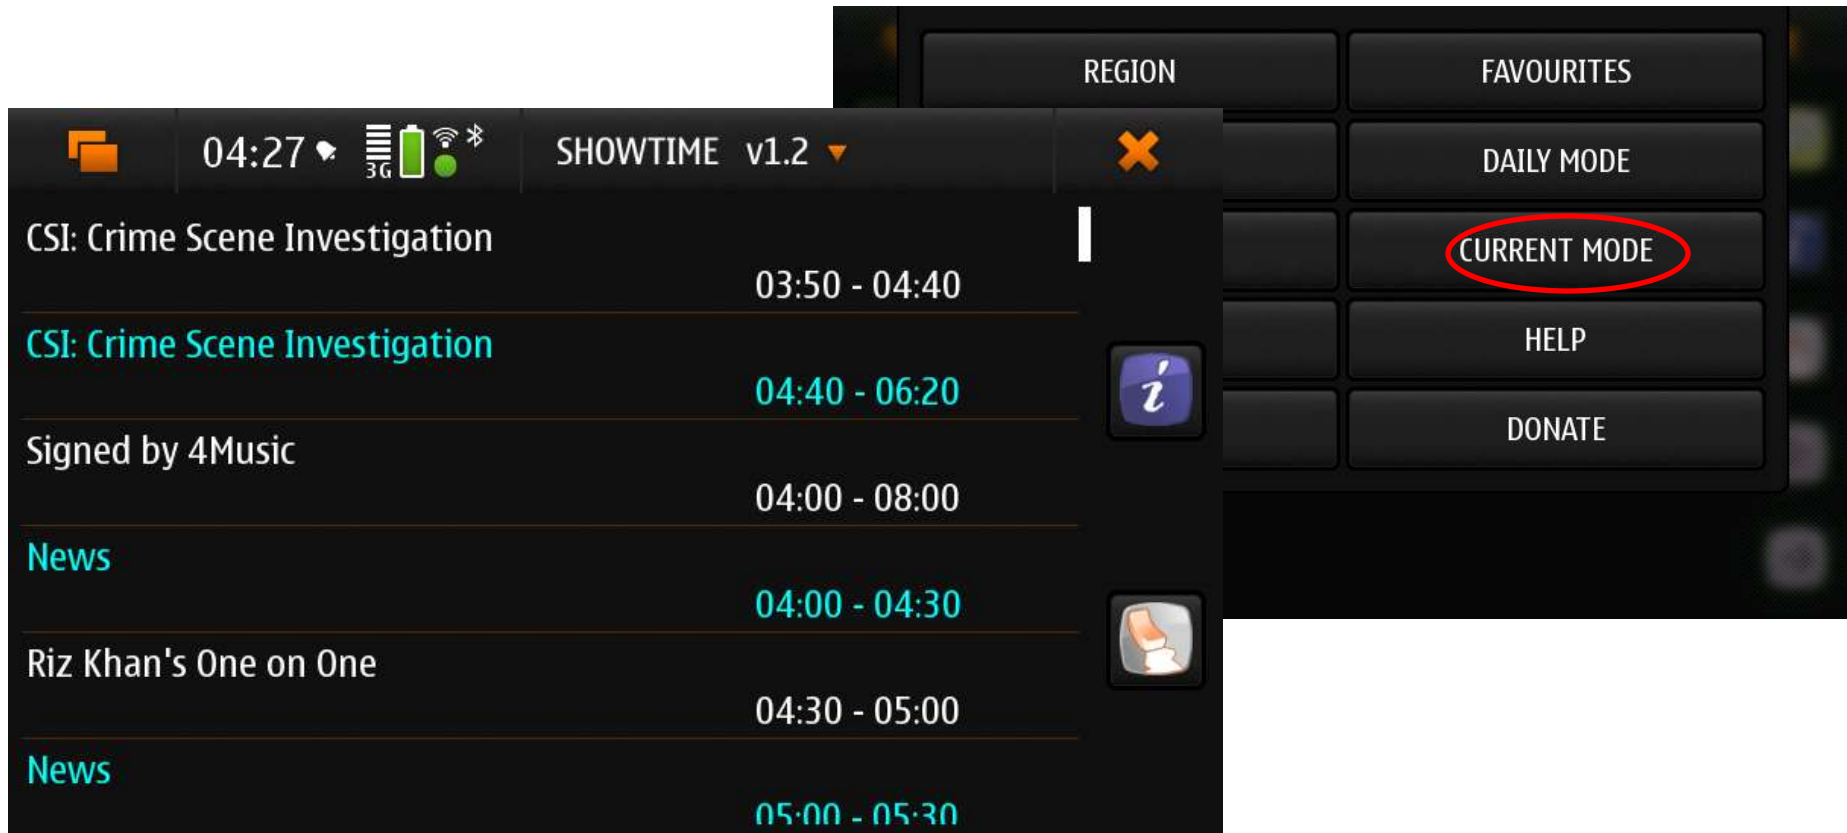 REGION
FAVOURITES
DAILY MODE
CURRENT MODE
HELP
DONATE
04:27
3G
SHOWTIME v1.2
CSI: Crime Scene Investigation
03:50 - 04:40
CSI: Crime Scene Investigation
04:40 - 06:20
Signed by 4Music
04:00 - 08:00
News
04:00 - 04:30
Riz Khan's One on One
04:30 - 05:00
News
05:00 - 05:30
i